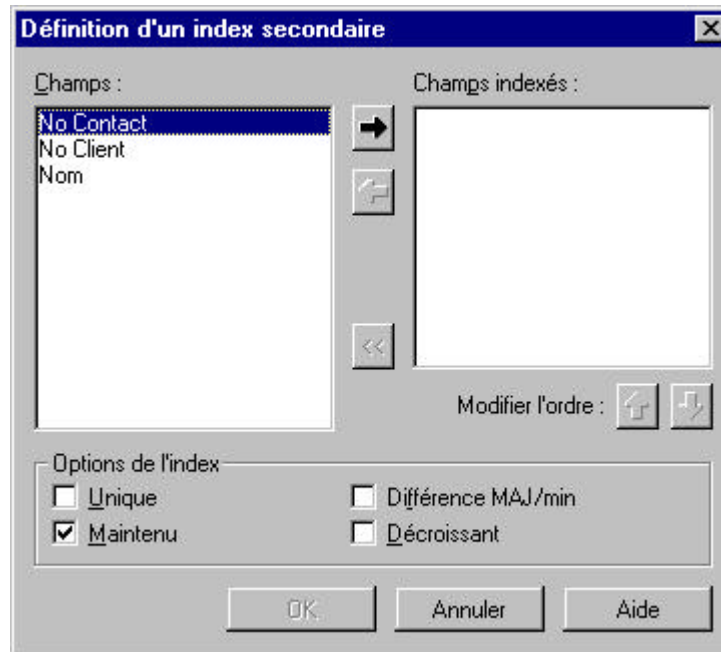 Définition d'un index secondaire
Champs :
Champs indexés :
No Contact
No Client
Nom
Modifier l'ordre :
Options de l'index
Unique
Différence MAJ/min
Maintenu
Décroissant
OK
Annuler
Aide